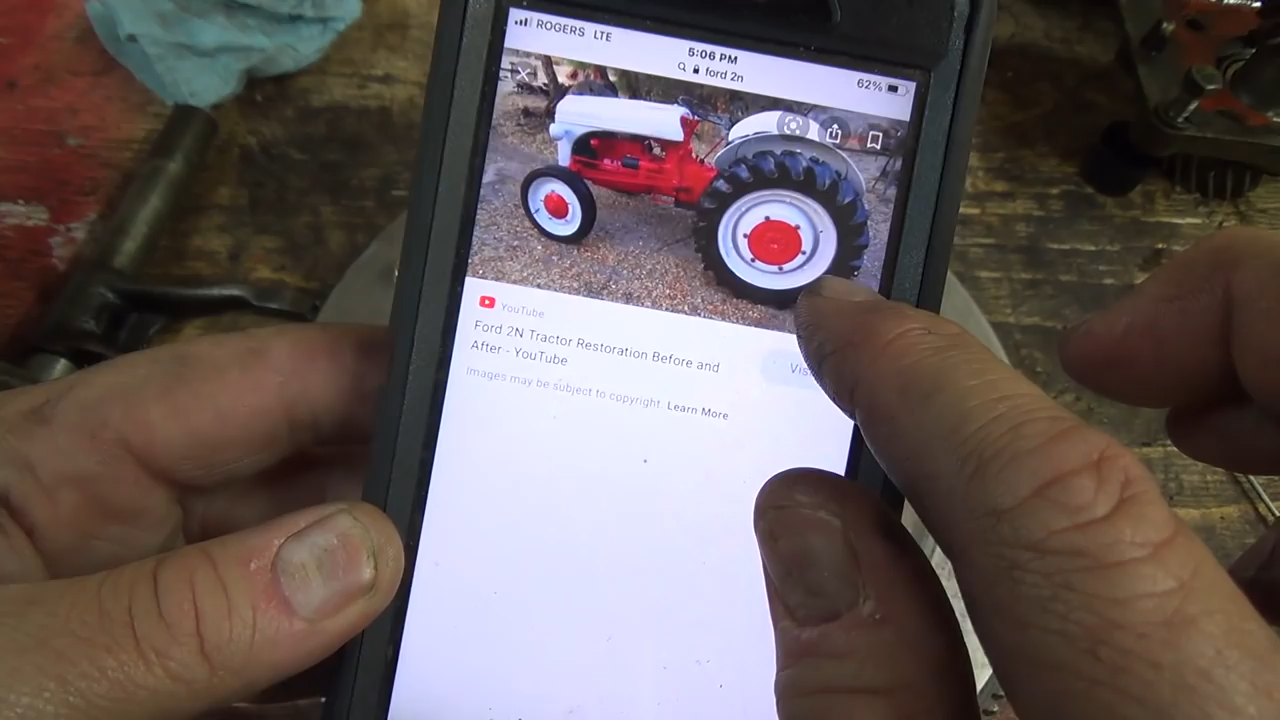 ROGERS LTE
5:06 PM
62%
ford 2n
YouTube
Ford 2N Tractor Restoration Before and
After - YouTube
Images may be subject to copyright. Learn More